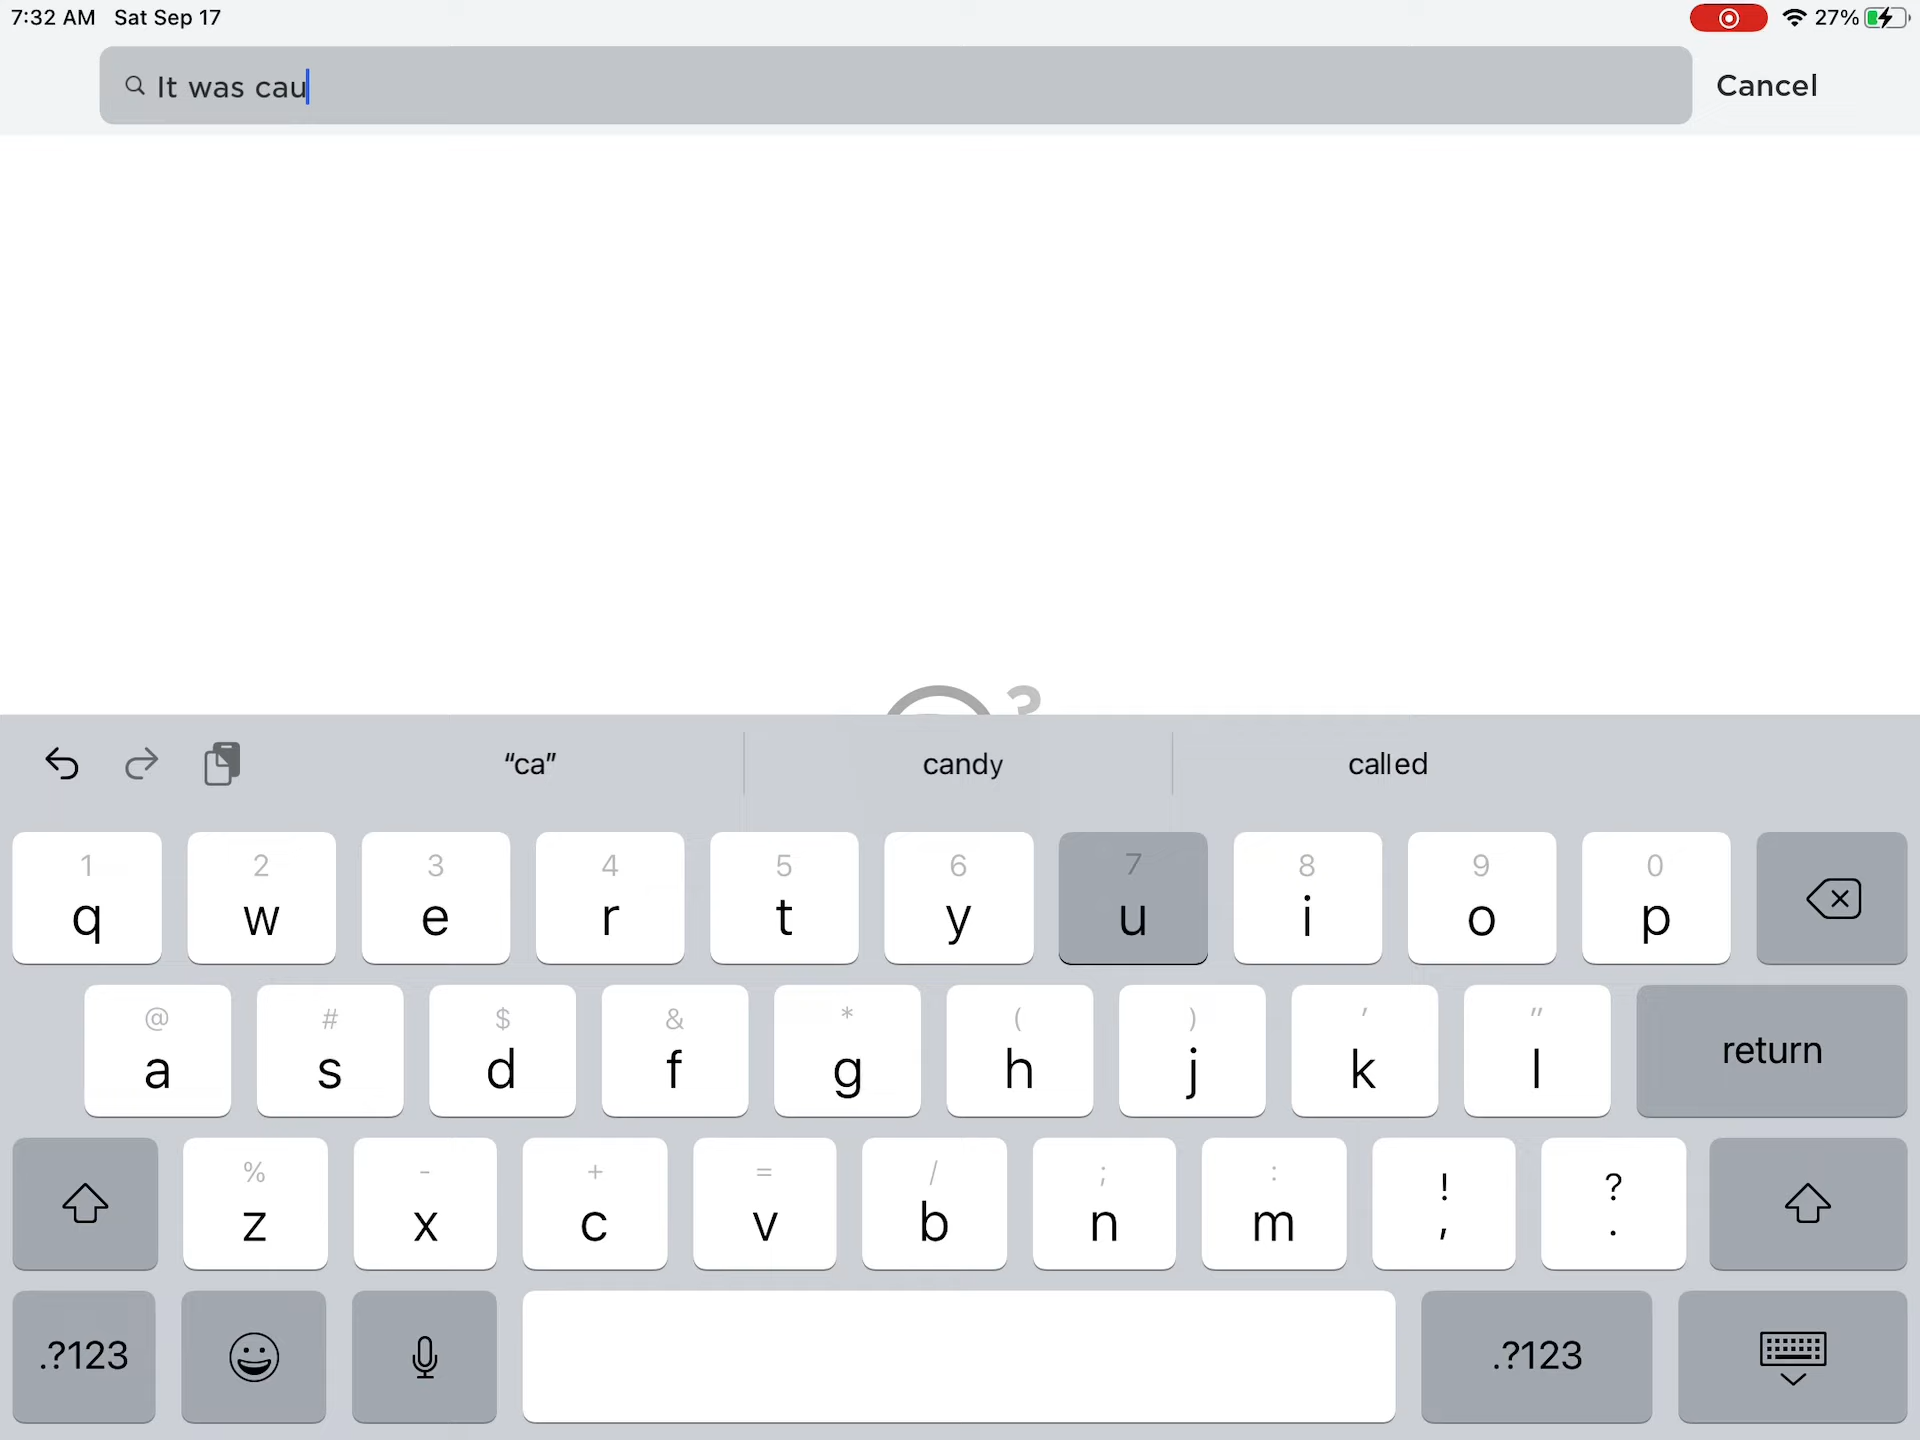 7:32 AM Sat Sep 17
27%
It was cau
Cancel
?
“ca”
candy
called
1 2 3 4 5 6 7 8 9 0
q w e r t y u i o p
@ # $ & * ( ) ' "
a s d f g h j k l return
% - + = / ; : ! ?
z x c v b n m , .
.?123 .?123